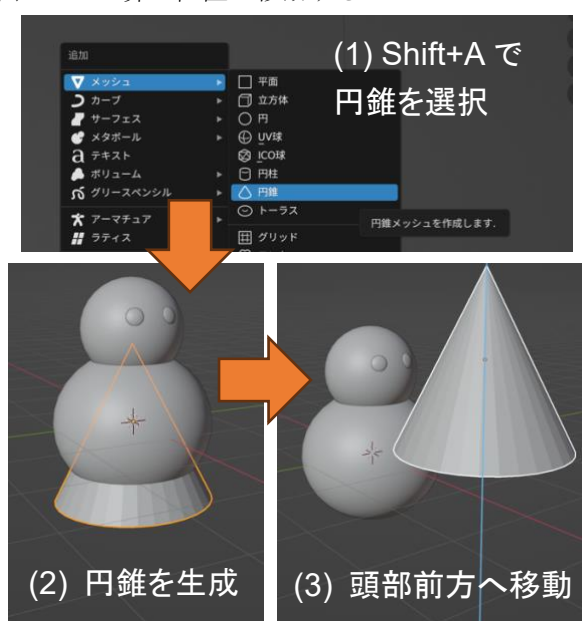 追加
メッシュ
カーブ
サーフェス
メタボール
テキスト
ボリューム
グリースペンシル
アーマチュア
ラティス
平面
立方体
円
UV球
ICO球
円柱
円錐
トーラス
グリッド
円錐メッシュを作成します.
(1) Shift+A で
円錐を選択
(2) 円錐を生成
(3) 頭部前方へ移動